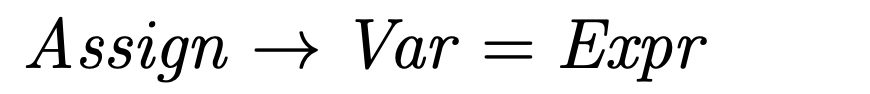 Assign → Var = Expr